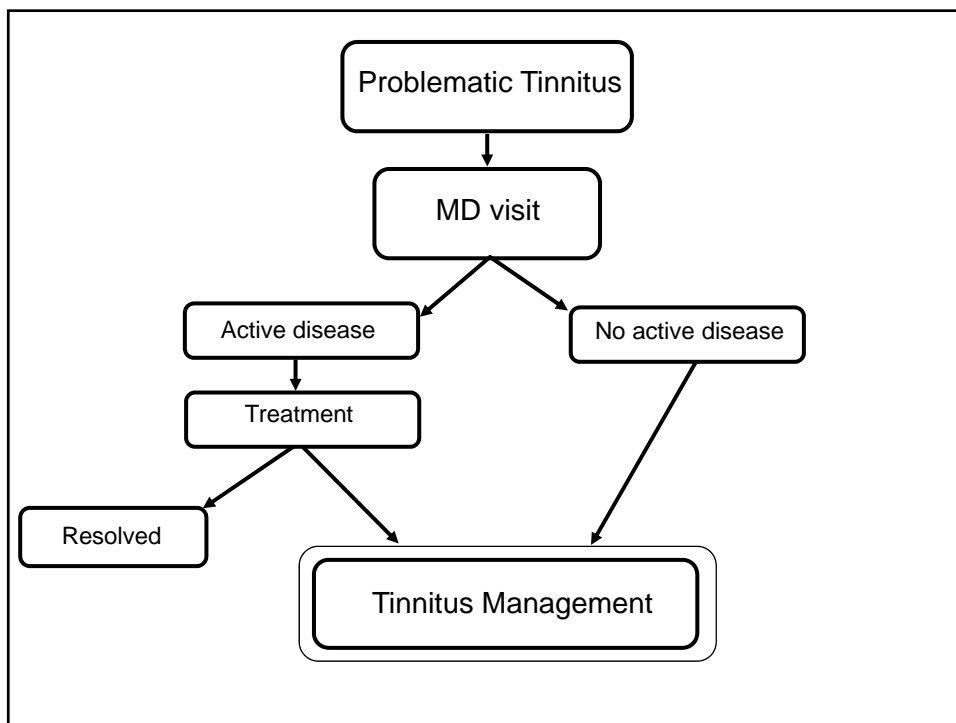 Problematic Tinnitus
MD visit
Active disease
No active disease
Treatment
Resolved
Tinnitus Management